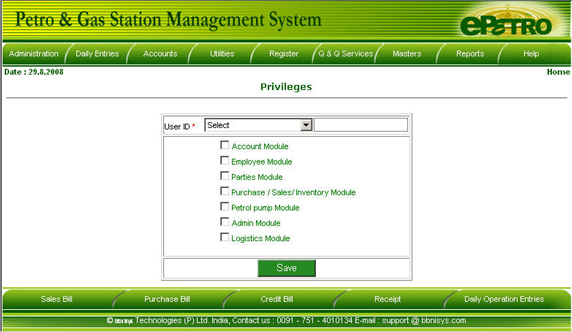 Petro & Gas Station Management System
ePetro
Administration Daily Entries Accounts Utilities Register Q & Q Services Masters Reports Help
Date : 29.8.2008 Home
Privileges
User ID * Select
Account Module
Employee Module
Parties Module
Purchase / Sales/ Inventory Module
Petrol pump Module
Admin Module
Logistics Module
Save
Sales Bill Purchase Bill Credit Bill Receipt Daily Operation Entries
© bbnisys Technologies (P) Ltd. India, Contact us : 0091 - 751 - 4010134 E-mail : support @ bbnisys.com